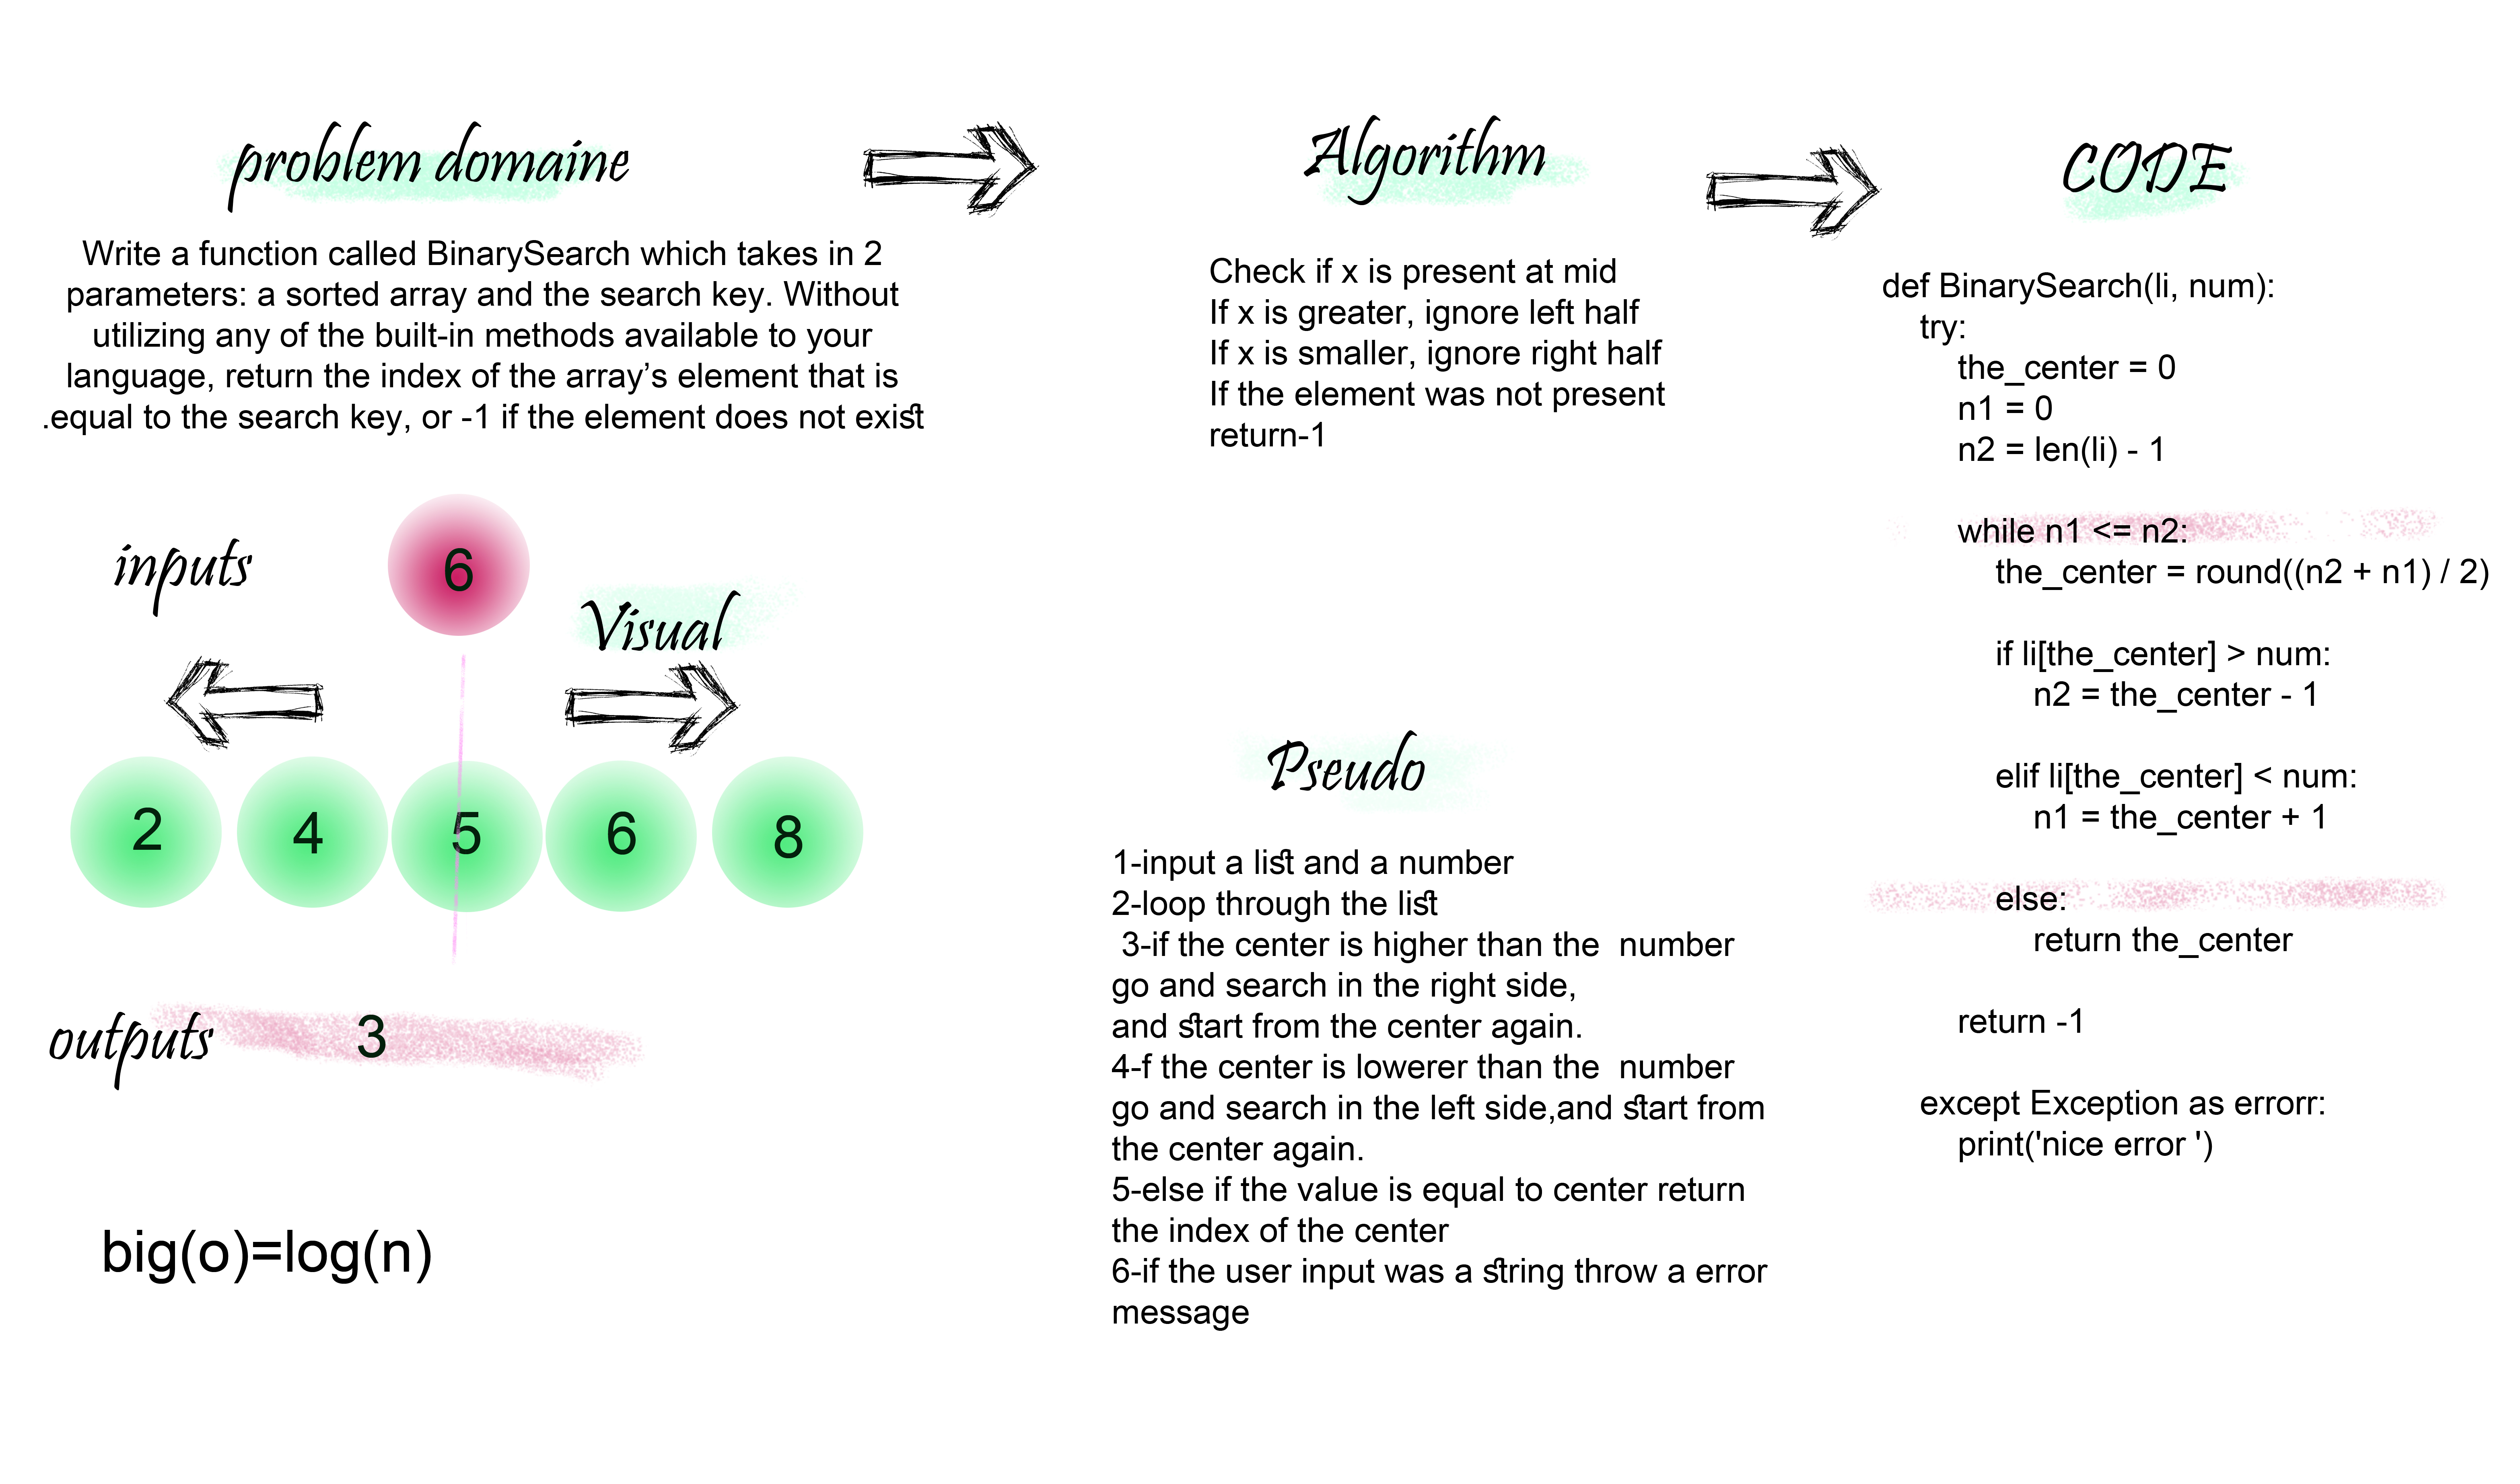 problem domaine
Write a function called BinarySearch which takes in 2
parameters: a sorted array and the search key. Without
utilizing any of the built-in methods available to your
language, return the index of the array’s element that is
.equal to the search key, or -1 if the element does not exist
inputs
6
Visual
2 4 5 6 8
outputs 3
big(o)=log(n)
Algorithm
Check if x is present at mid
If x is greater, ignore left half
If x is smaller, ignore right half
If the element was not present
return-1
Pseudo
1-input a list and a number
2-loop through the list
3-if the center is higher than the  number
go and search in the right side,
and start from the center again.
4-f the center is lowerer than the  number
go and search in the left side,and start from
the center again.
5-else if the value is equal to center return
the index of the center
6-if the user input was a string throw a error
message
CODE
def BinarySearch(li, num):
    try:
        the_center = 0
        n1 = 0
        n2 = len(li) - 1
        while n1 <= n2:
            the_center = round((n2 + n1) / 2)
            if li[the_center] > num:
                n2 = the_center - 1
            elif li[the_center] < num:
                n1 = the_center + 1
            else:
                return the_center
        return -1
    except Exception as errorr:
        print('nice error ')